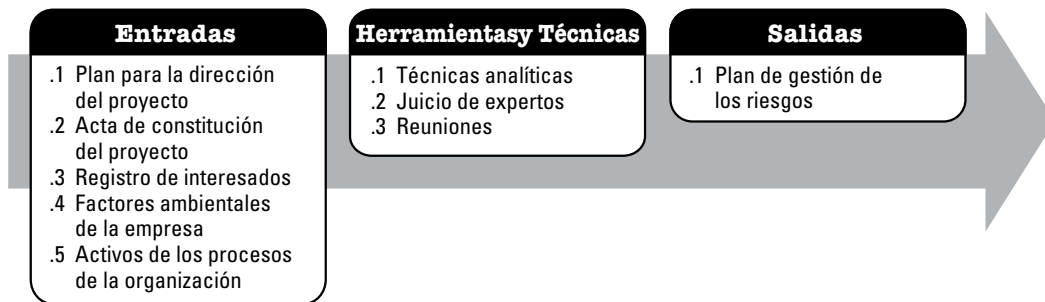 Entradas
.1 Plan para la dirección
del proyecto
.2 Acta de constitución
del proyecto
.3 Registro de interesados
.4 Factores ambientales
de la empresa
.5 Activos de los procesos
de la organización
Herramientasy Técnicas
.1 Técnicas analíticas
.2 Juicio de expertos
.3 Reuniones
Salidas
.1 Plan de gestión de
los riesgos